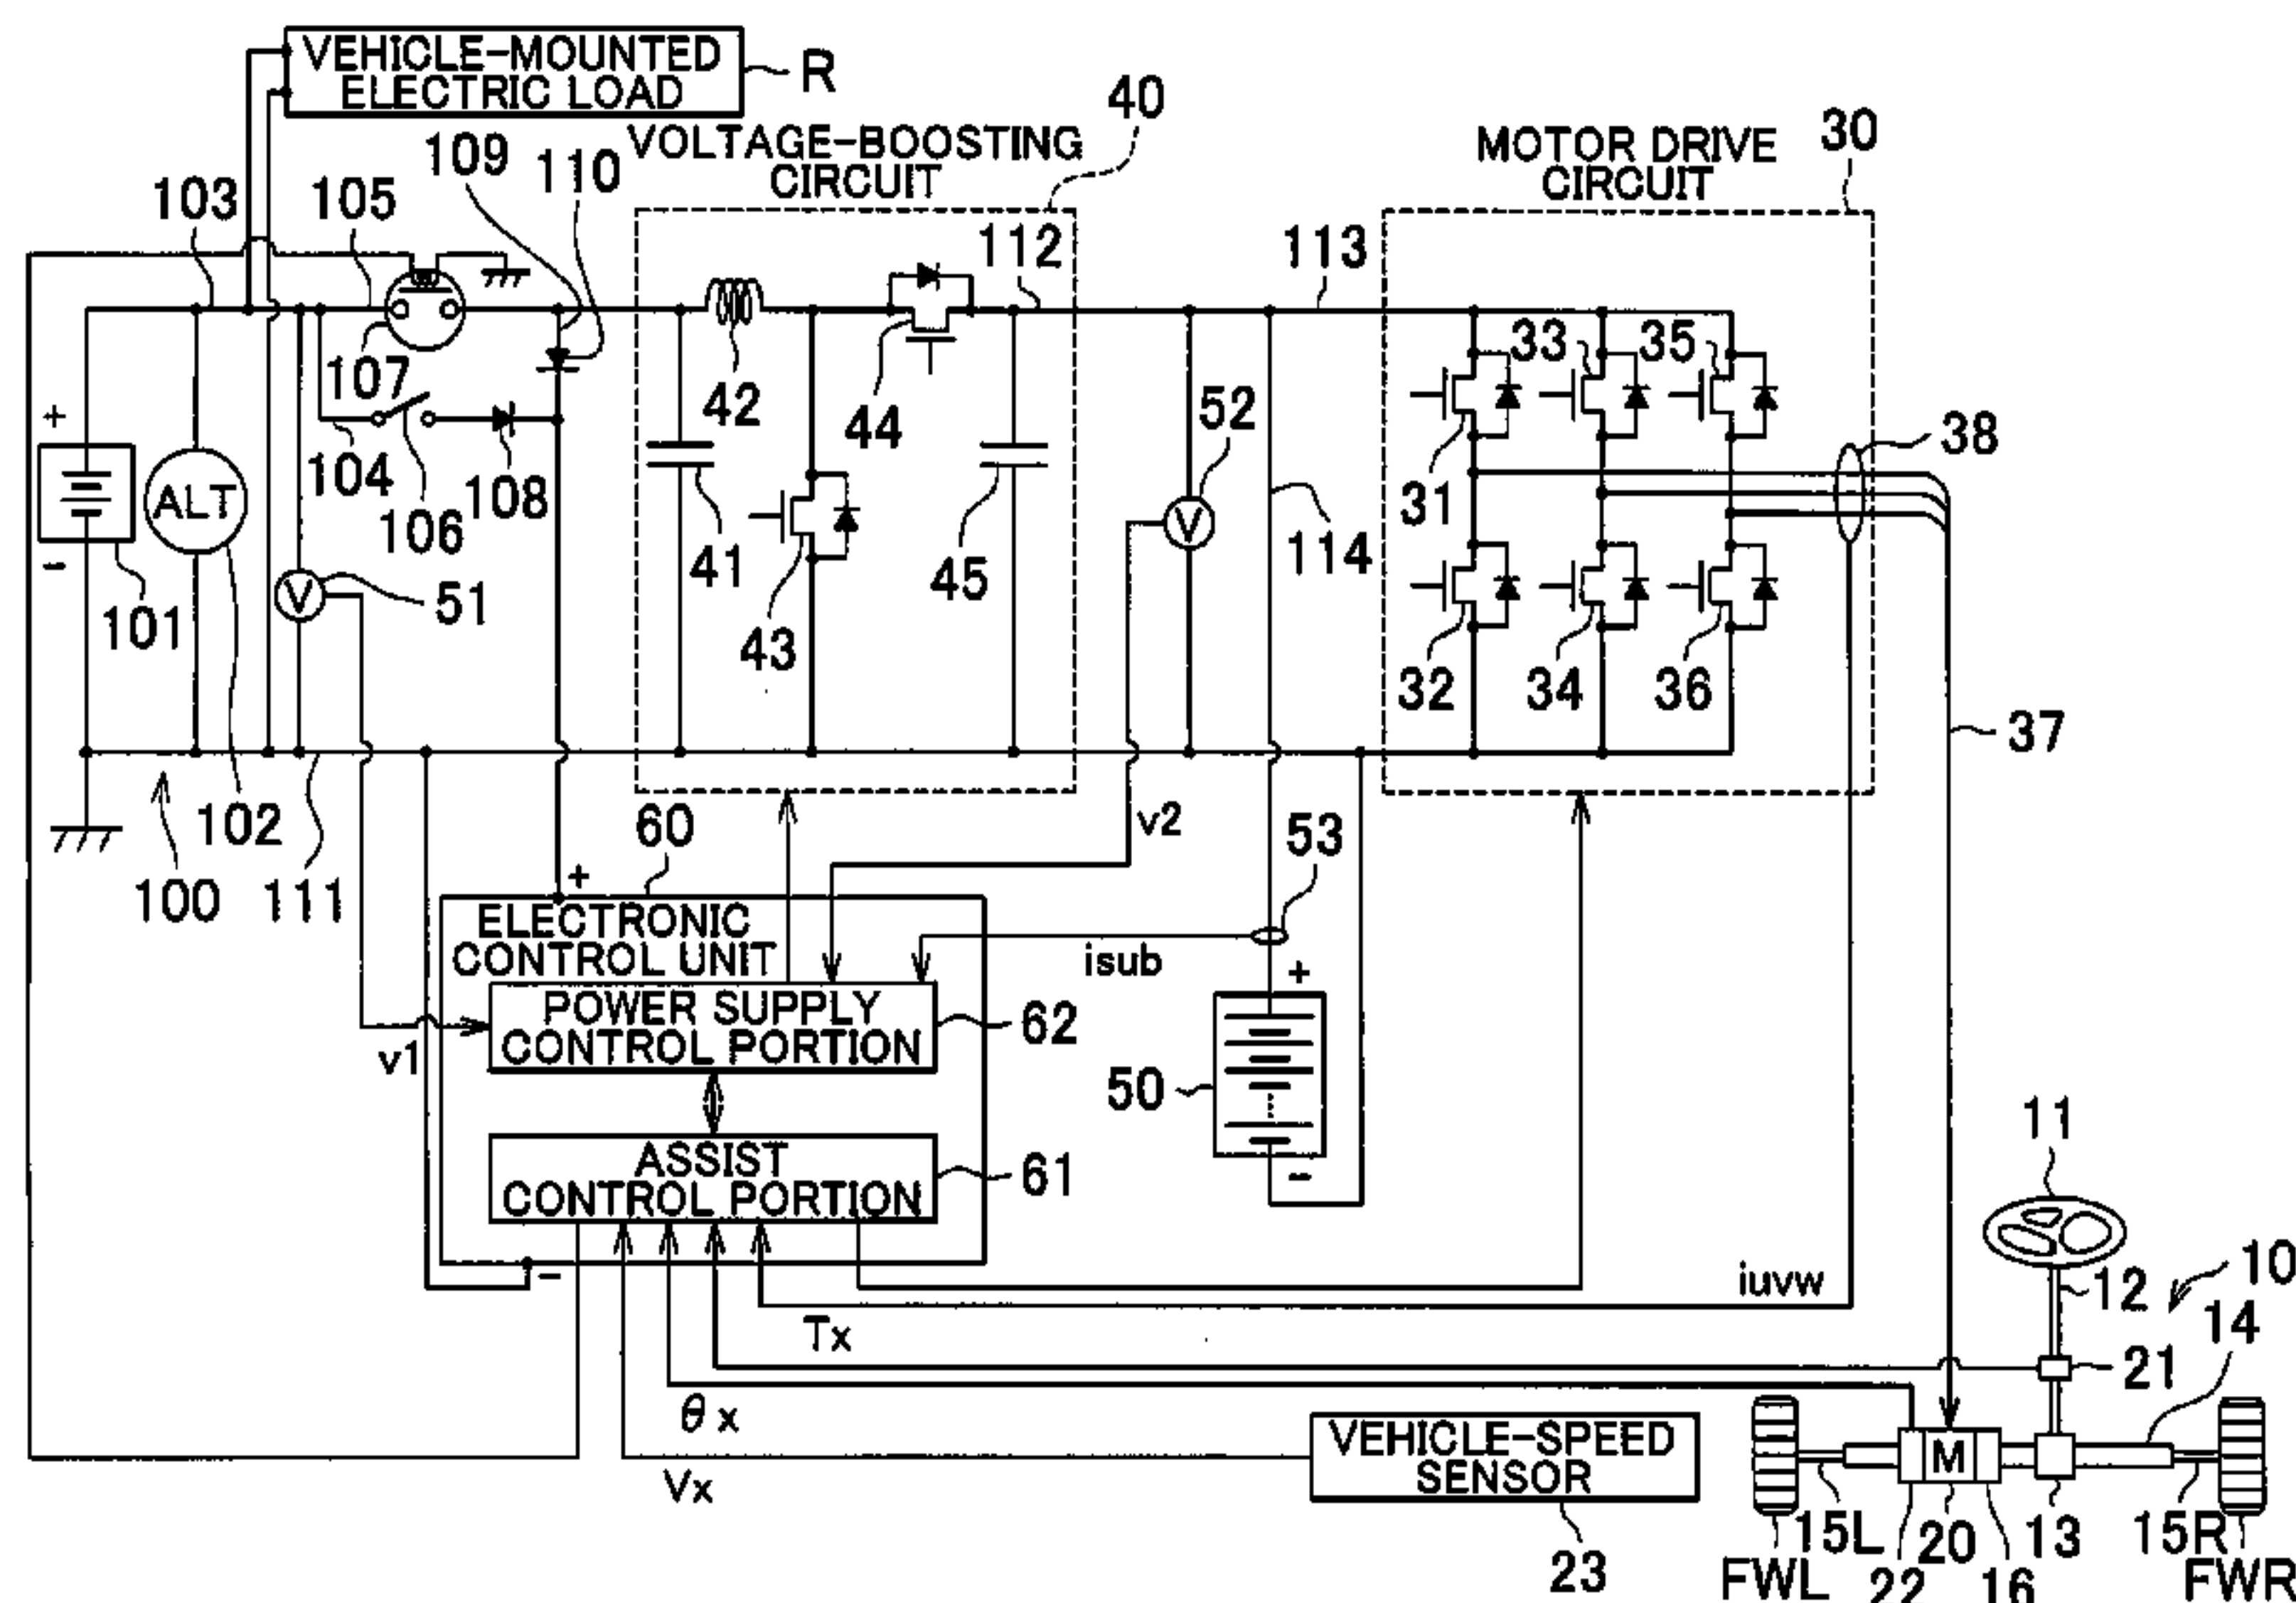 VEHICLE-MOUNTED
ELECTRIC LOAD
R
40
VOLTAGE-BOOSTING
CIRCUIT
MOTOR DRIVE
CIRCUIT
30
109
110
103
105
112
113
107
42
44
33
35
52
38
+
ALT
104
106
108
31
41
45
114
-
101
V
51
V
43
32
34
36
37
102
60
v2
53
100
111
+
ELECTRONIC
CONTROL UNIT
isub
+
POWER SUPPLY
CONTROL PORTION
62
v1
50
11
ASSIST
CONTROL PORTION
61
-
-
iuvw
12
10
14
Tx
21
θx
VEHICLE-SPEED
SENSOR
M
Vx
15L
20
13
15R
23
FWL
22
16
FWR